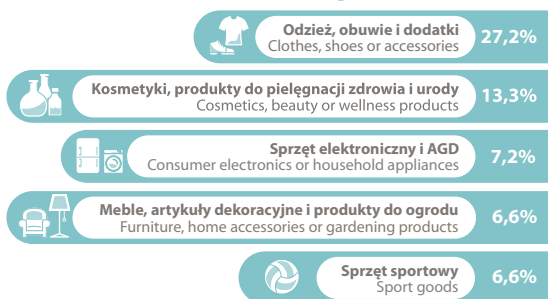 Odzież, obuwie i dodatki
Clothes, shoes or accessories
27,2%
Kosmetyki, produkty do pielęgnacji zdrowia i urody
Cosmetics, beauty or wellness products
13,3%
Sprzęt elektroniczny i AGD
Consumer electronics or household appliances
7,2%
Meble, artykuły dekoracyjne i produkty do ogrodu
Furniture, home accessories or gardening products
6,6%
Sprzęt sportowy
Sport goods
6,6%